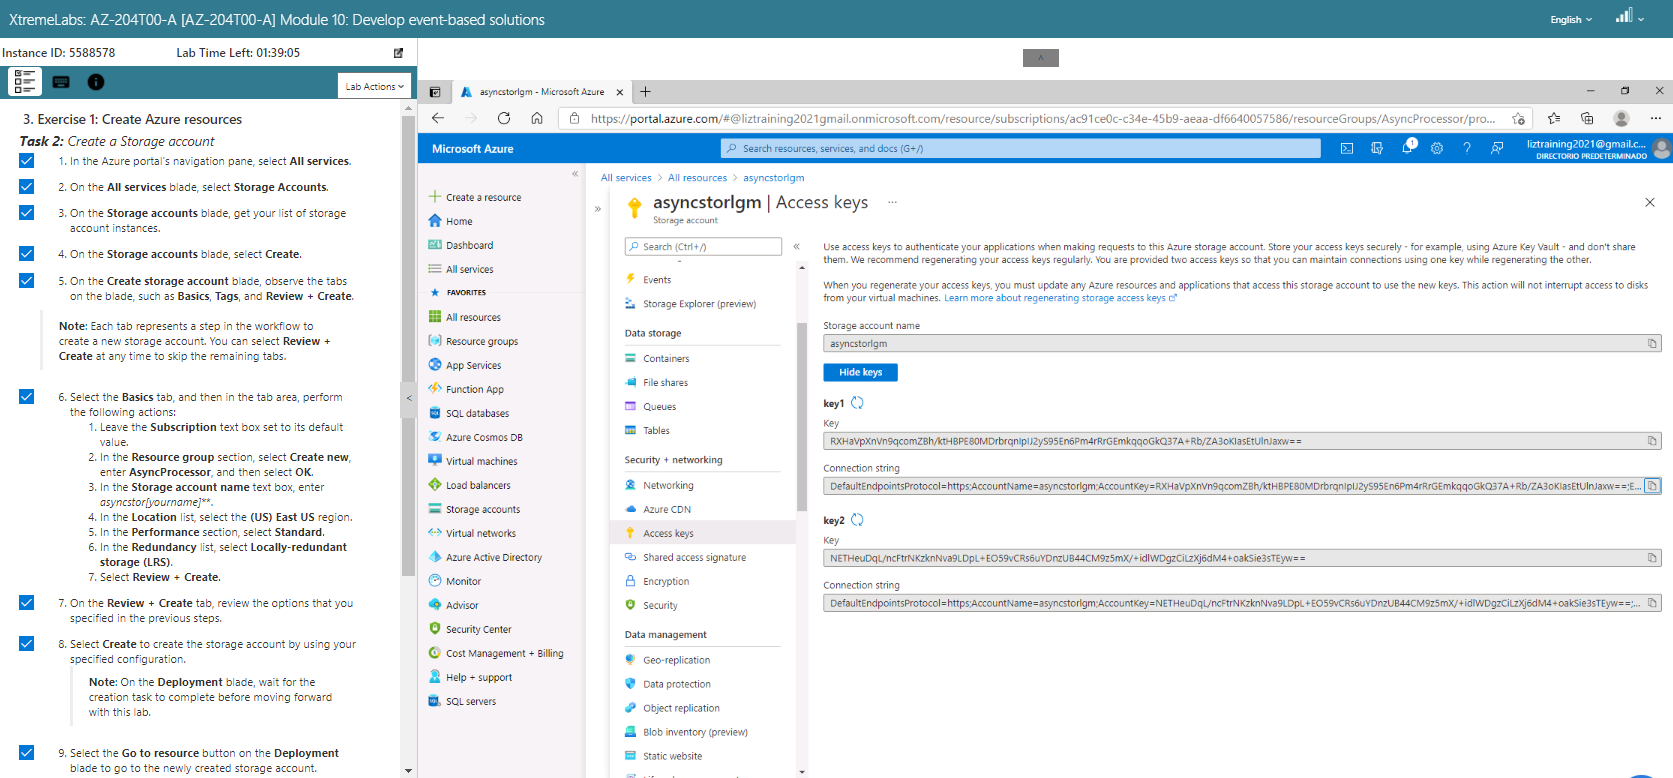 XtremeLabs: AZ-204T00-A [AZ-204T00-A] Module 10: Develop event-based solutions
English
Instance ID: 5588578
Lab Time Left: 01:39:05
Lab Actions
3. Exercise 1: Create Azure resources
Task 2: Create a Storage account
1. In the Azure portal's navigation pane, select All services.
2. On the All services blade, select Storage Accounts.
3. On the Storage accounts blade, get your list of storage
account instances.
4. On the Storage accounts blade, select Create.
5. On the Create storage account blade, observe the tabs
on the blade, such as Basics, Tags, and Review + Create.
Note: Each tab represents a step in the workflow to
create a new storage account. You can select Review +
Create at any time to skip the remaining tabs.
6. Select the Basics tab, and then in the tab area, perform
the following actions:
1. Leave the Subscription text box set to its default
value.
2. In the Resource group section, select Create new,
enter AsyncProcessor, and then select OK.
3. In the Storage account name text box, enter
asyncstor[yourname]**.
4. In the Location list, select the (US) East US region.
5. In the Performance section, select Standard.
6. In the Redundancy list, select Locally-redundant
storage (LRS).
7. Select Review + Create.
7. On the Review + Create tab, review the options that you
specified in the previous steps.
8. Select Create to create the storage account by using your
specified configuration.
Note: On the Deployment blade, wait for the
creation task to complete before moving forward
with this lab.
9. Select the Go to resource button on the Deployment
blade to go to the newly created storage account.
asyncstorlgm - Microsoft Azure
https://portal.azure.com/#@liztraining2021gmail.onmicrosoft.com/resource/subscriptions/ac91ce0c-c34e-45b9-aeaa-df6640057586/resourceGroups/AsyncProcessor/pro...
Microsoft Azure
Search resources, services, and docs (G+/)
1
liztraining2021@gmail.c...
DIRECTORIO PREDETERMINADO
Create a resource
Home
Dashboard
All services
FAVORITES
All resources
Resource groups
App Services
Function App
SQL databases
Azure Cosmos DB
Virtual machines
Load balancers
Storage accounts
Virtual networks
Azure Active Directory
Monitor
Advisor
Security Center
Cost Management + Billing
Help + support
SQL servers
All services > All resources > asyncstorlgm
asyncstorlgm | Access keys ...
Storage account
Search (Ctrl+/)
Events
Storage Explorer (preview)
Data storage
Containers
File shares
Queues
Tables
Security + networking
Networking
Azure CDN
Access keys
Shared access signature
Encryption
Security
Data management
Geo-replication
Data protection
Object replication
Blob inventory (preview)
Static website
Use access keys to authenticate your applications when making requests to this Azure storage account. Store your access keys securely - for example, using Azure Key Vault - and don't share
them. We recommend regenerating your access keys regularly. You are provided two access keys so that you can maintain connections using one key while regenerating the other.
When you regenerate your access keys, you must update any Azure resources and applications that access this storage account to use the new keys. This action will not interrupt access to disks
from your virtual machines. Learn more about regenerating storage access keys
Storage account name
asyncstorlgm
Hide keys
key1
Key
RXHaVpXnVn9qcomZBh/ktHBPE80MDrbrqnIpIJ2yS95En6Pm4rRrGEmkqqoGkQ37A+Rb/ZA3oKIasEtUlnJaxw==
Connection string
DefaultEndpointsProtocol=https;AccountName=asyncstorlgm;AccountKey=RXHaVpXnVn9qcomZBh/ktHBPE80MDrbrqnIpIJ2yS95En6Pm4rRrGEmkqqoGkQ37A+Rb/ZA3oKIasEtUlnJaxw==;E...
key2
Key
NETHeuDqL/ncFtrNKzknNva9LDpL+EO59vCRs6uYDnzUB44CM9z5mX/+idlWDgzCiLzXj6dM4+oakSie3sTEyw==
Connection string
DefaultEndpointsProtocol=https;AccountName=asyncstorlgm;AccountKey=NETHeuDqL/ncFtrNKzknNva9LDpL+EO59vCRs6uYDnzUB44CM9z5mX/+idlWDgzCiLzXj6dM4+oakSie3sTEyw==;...